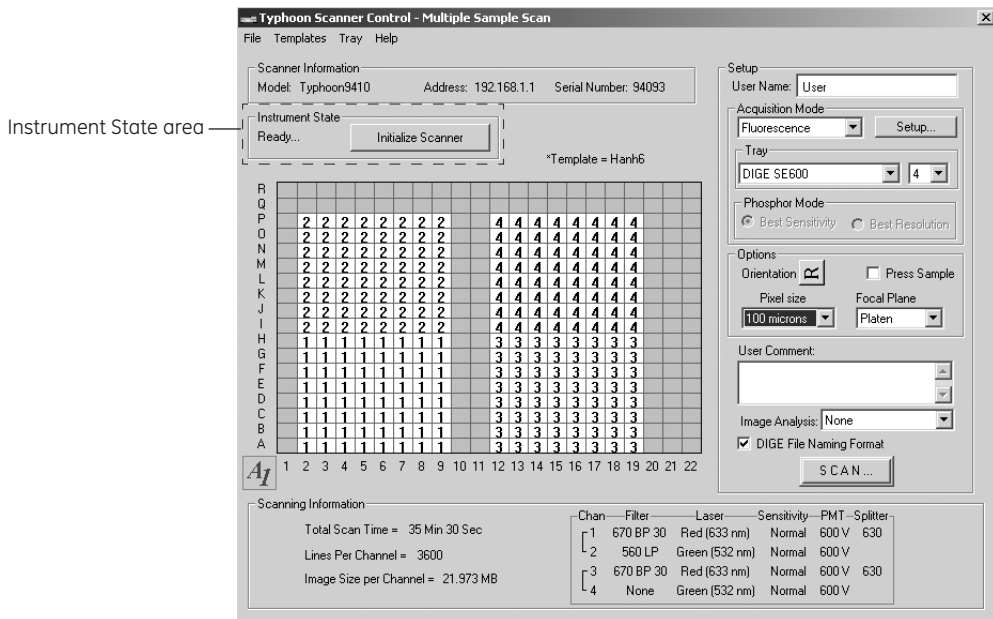 Typhoon Scanner Control - Multiple Sample Scan
File Templates Tray Help
Scanner Information
Model: Typhoon9410 Address: 192.168.1.1 Serial Number: 94093
Instrument State area
Instrument State
Ready... Initialize Scanner
*Template = Hanh6
R
Q
P 2 2 2 2 2 2 2 2 4 4 4 4 4 4 4 4
O 2 2 2 2 2 2 2 2 4 4 4 4 4 4 4 4
N 2 2 2 2 2 2 2 2 4 4 4 4 4 4 4 4
M 2 2 2 2 2 2 2 2 4 4 4 4 4 4 4 4
L 2 2 2 2 2 2 2 2 4 4 4 4 4 4 4 4
K 2 2 2 2 2 2 2 2 4 4 4 4 4 4 4 4
J 2 2 2 2 2 2 2 2 4 4 4 4 4 4 4 4
I 2 2 2 2 2 2 2 2 4 4 4 4 4 4 4 4
H 1 1 1 1 1 1 1 1 3 3 3 3 3 3 3 3
G 1 1 1 1 1 1 1 1 3 3 3 3 3 3 3 3
F 1 1 1 1 1 1 1 1 3 3 3 3 3 3 3 3
E 1 1 1 1 1 1 1 1 3 3 3 3 3 3 3 3
D 1 1 1 1 1 1 1 1 3 3 3 3 3 3 3 3
C 1 1 1 1 1 1 1 1 3 3 3 3 3 3 3 3
B 1 1 1 1 1 1 1 1 3 3 3 3 3 3 3 3
A 1 1 1 1 1 1 1 1 3 3 3 3 3 3 3 3
A1 1 2 3 4 5 6 7 8 9 10 11 12 13 14 15 16 17 18 19 20 21 22
Setup
User Name: User
Acquisition Mode
Fluorescence Setup...
Tray
DIGE SE600 4
Phosphor Mode
Best Sensitivity Best Resolution
Options
Orientation R Press Sample
Pixel size Focal Plane
100 microns Platen
User Comment:
Image Analysis: None
DIGE File Naming Format
SCAN...
Scanning Information
Total Scan Time = 35 Min 30 Sec
Lines Per Channel = 3600
Image Size per Channel = 21.973 MB
Chan Filter Laser Sensitivity PMT Splitter
1 670 BP 30 Red (633 nm) Normal 600 V 630
2 560 LP Green (532 nm) Normal 600 V
3 670 BP 30 Red (633 nm) Normal 600 V 630
4 None Green (532 nm) Normal 600 V